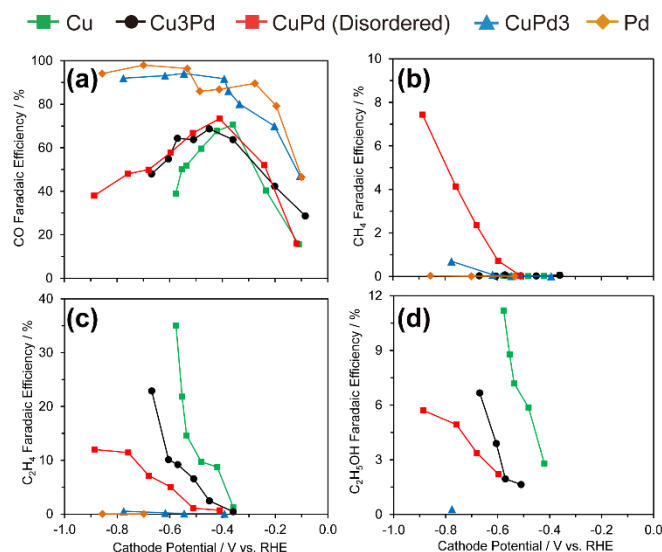 Cu Cu3Pd CuPd (Disordered) CuPd3 Pd
(a)
CO Faradaic Efficiency / %
100
80
60
40
20
0
(b)
CH₄ Faradaic Efficiency / %
10
8
6
4
2
0
(c)
C₂H₄ Faradaic Efficiency / %
40
30
20
10
0
-1.0 -0.8 -0.6 -0.4 -0.2 0.0
Cathode Potential / V vs. RHE
(d)
C₂H₅OH Faradaic Efficiency / %
12
9
6
3
0
-1.0 -0.8 -0.6 -0.4 -0.2 0.0
Cathode Potential / V vs. RHE